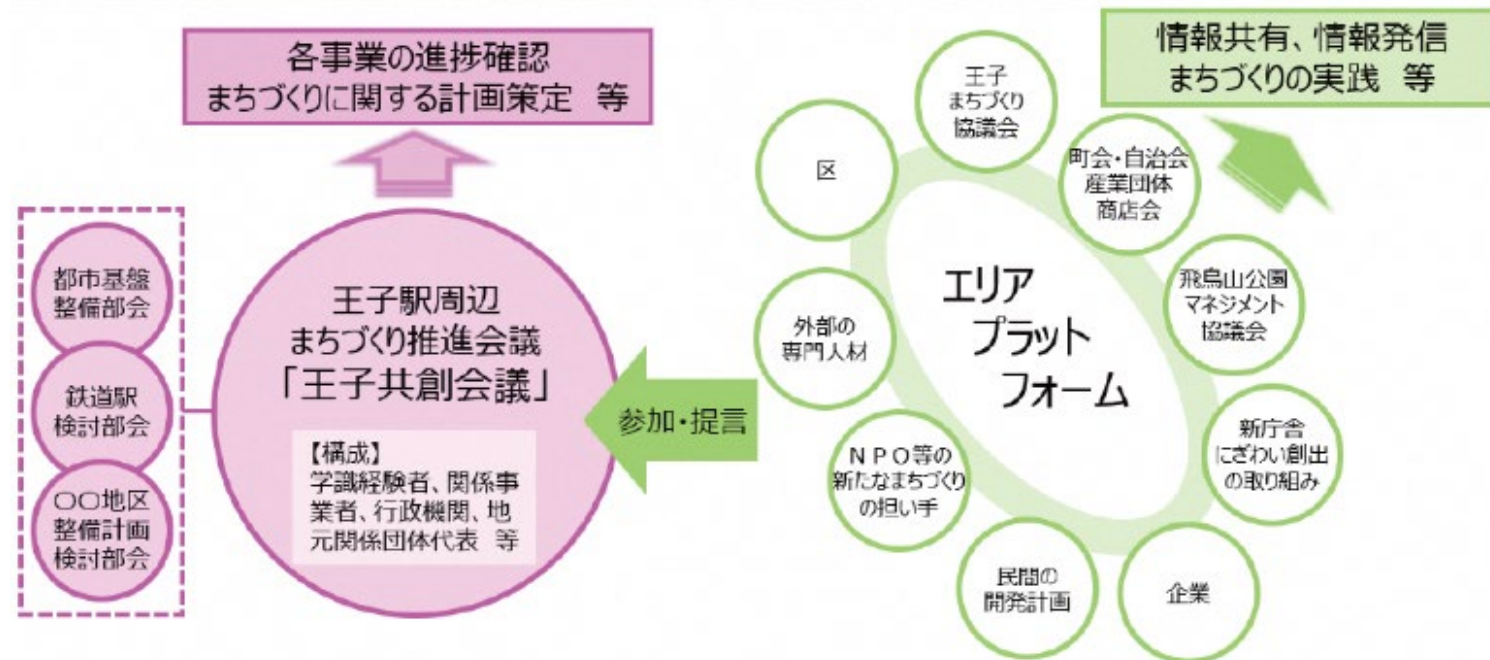 各事業の進捗確認
まちづくりに関する計画策定 等
都市基盤
整備部会
鉄道駅
検討部会
〇〇地区
整備計画
検討部会
王子駅周辺
まちづくり推進会議
「王子共創会議」
【構成】
学識経験者、関係事
業者、行政機関、地
元関係団体代表 等
参加・提言
情報共有、情報発信
まちづくりの実践 等
エリア
プラット
フォーム
王子
まちづくり
協議会
町会・自治会
産業団体
商店会
飛鳥山公園
マネジメント
協議会
新庁舎
にぎわい創出
の取り組み
企業
民間の
開発計画
ＮＰＯ等の
新たなまちづくり
の担い手
外部の
専門人材
区